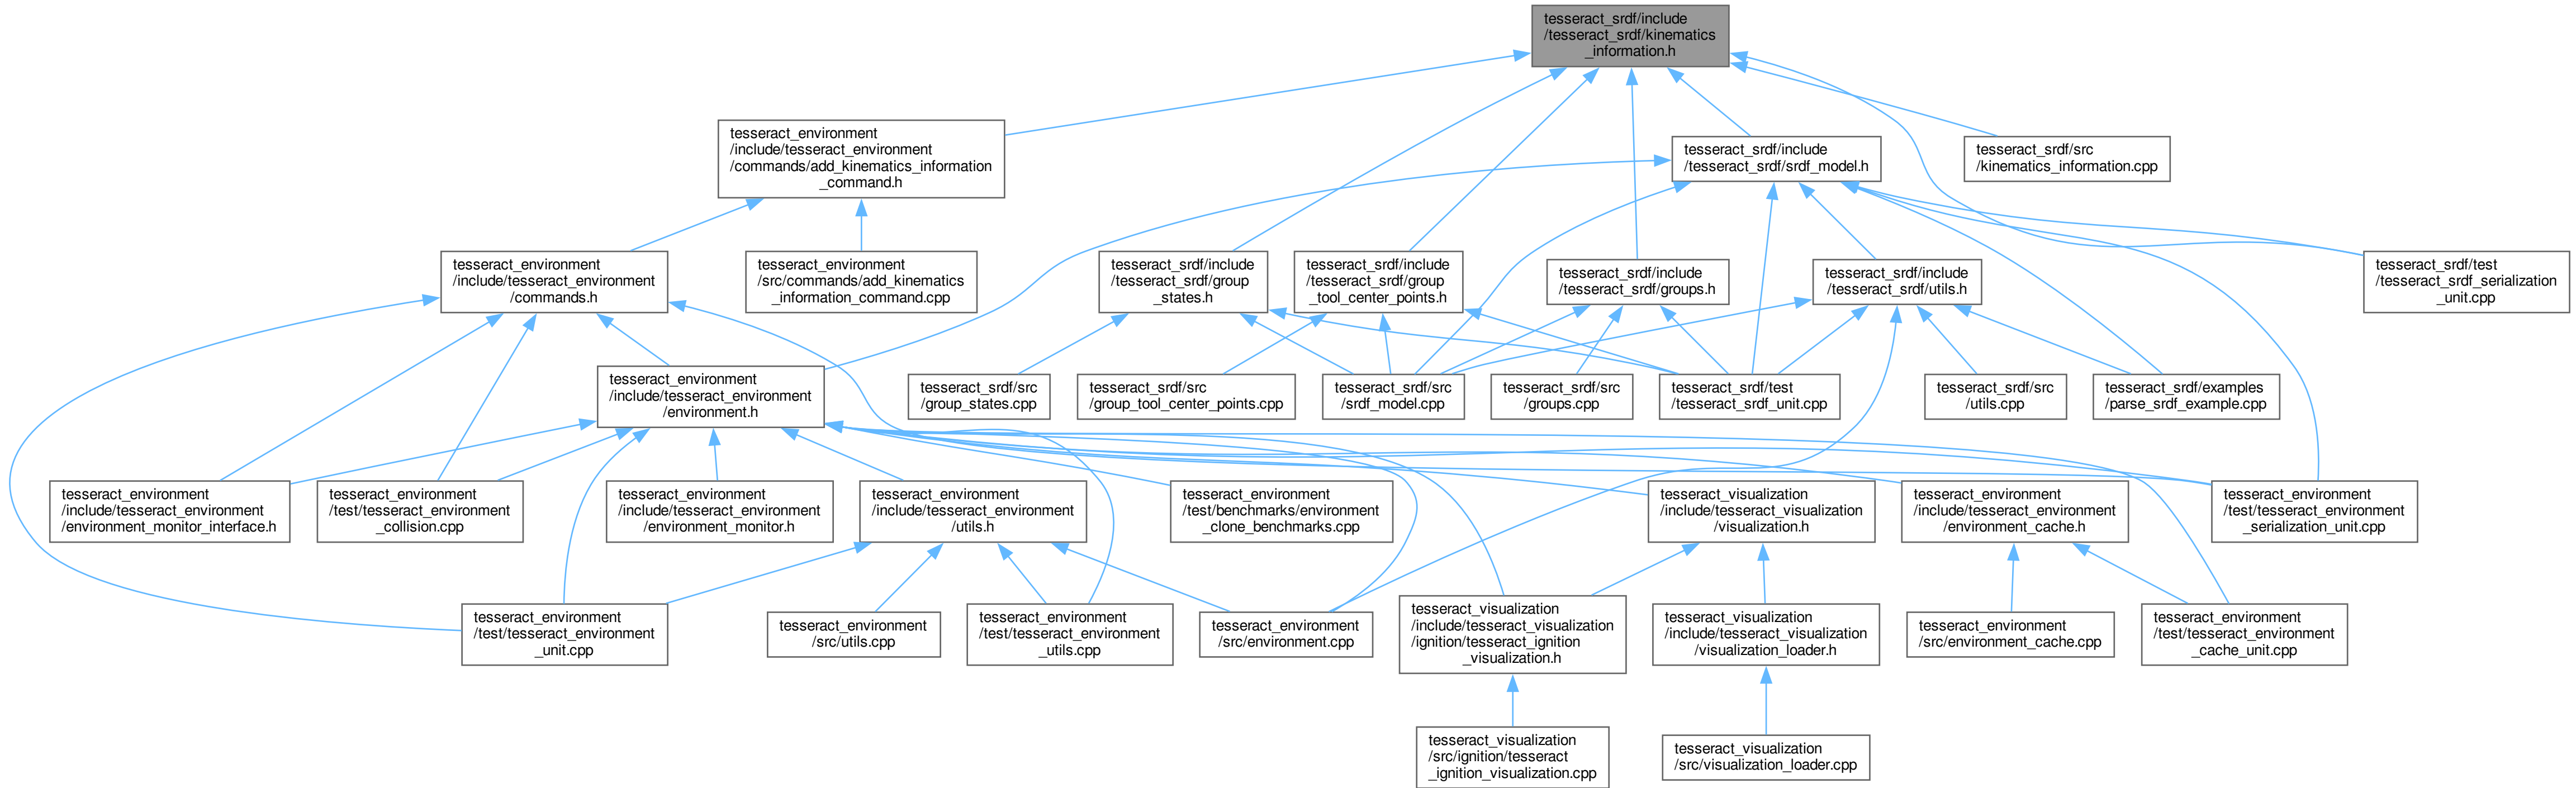 tesseract_srdf/include
/tesseract_srdf/kinematics
_information.h
tesseract_environment
/include/tesseract_environment
/commands/add_kinematics_information
_command.h
tesseract_srdf/include
/tesseract_srdf/srdf_model.h
tesseract_srdf/src
/kinematics_information.cpp
tesseract_environment
/include/tesseract_environment
/commands.h
tesseract_environment
/src/commands/add_kinematics
_information_command.cpp
tesseract_srdf/include
/tesseract_srdf/group
_states.h
tesseract_srdf/include
/tesseract_srdf/group
_tool_center_points.h
tesseract_srdf/include
/tesseract_srdf/groups.h
tesseract_srdf/include
/tesseract_srdf/utils.h
tesseract_srdf/test
/tesseract_srdf_serialization
_unit.cpp
tesseract_environment
/include/tesseract_environment
/environment.h
tesseract_srdf/src
/group_states.cpp
tesseract_srdf/src
/group_tool_center_points.cpp
tesseract_srdf/src
/srdf_model.cpp
tesseract_srdf/src
/groups.cpp
tesseract_srdf/test
/tesseract_srdf_unit.cpp
tesseract_srdf/src
/utils.cpp
tesseract_srdf/examples
/parse_srdf_example.cpp
tesseract_environment
/include/tesseract_environment
/environment_monitor_interface.h
tesseract_environment
/test/tesseract_environment
_collision.cpp
tesseract_environment
/include/tesseract_environment
/environment_monitor.h
tesseract_environment
/include/tesseract_environment
/utils.h
tesseract_environment
/test/benchmarks/environment
_clone_benchmarks.cpp
tesseract_visualization
/include/tesseract_visualization
/visualization.h
tesseract_environment
/include/tesseract_environment
/environment_cache.h
tesseract_environment
/test/tesseract_environment
_serialization_unit.cpp
tesseract_environment
/test/tesseract_environment
_unit.cpp
tesseract_environment
/src/utils.cpp
tesseract_environment
/test/tesseract_environment
_utils.cpp
tesseract_environment
/src/environment.cpp
tesseract_visualization
/include/tesseract_visualization
/ignition/tesseract_ignition
_visualization.h
tesseract_visualization
/include/tesseract_visualization
/visualization_loader.h
tesseract_environment
/src/environment_cache.cpp
tesseract_environment
/test/tesseract_environment
_cache_unit.cpp
tesseract_visualization
/src/ignition/tesseract
_ignition_visualization.cpp
tesseract_visualization
/src/visualization_loader.cpp